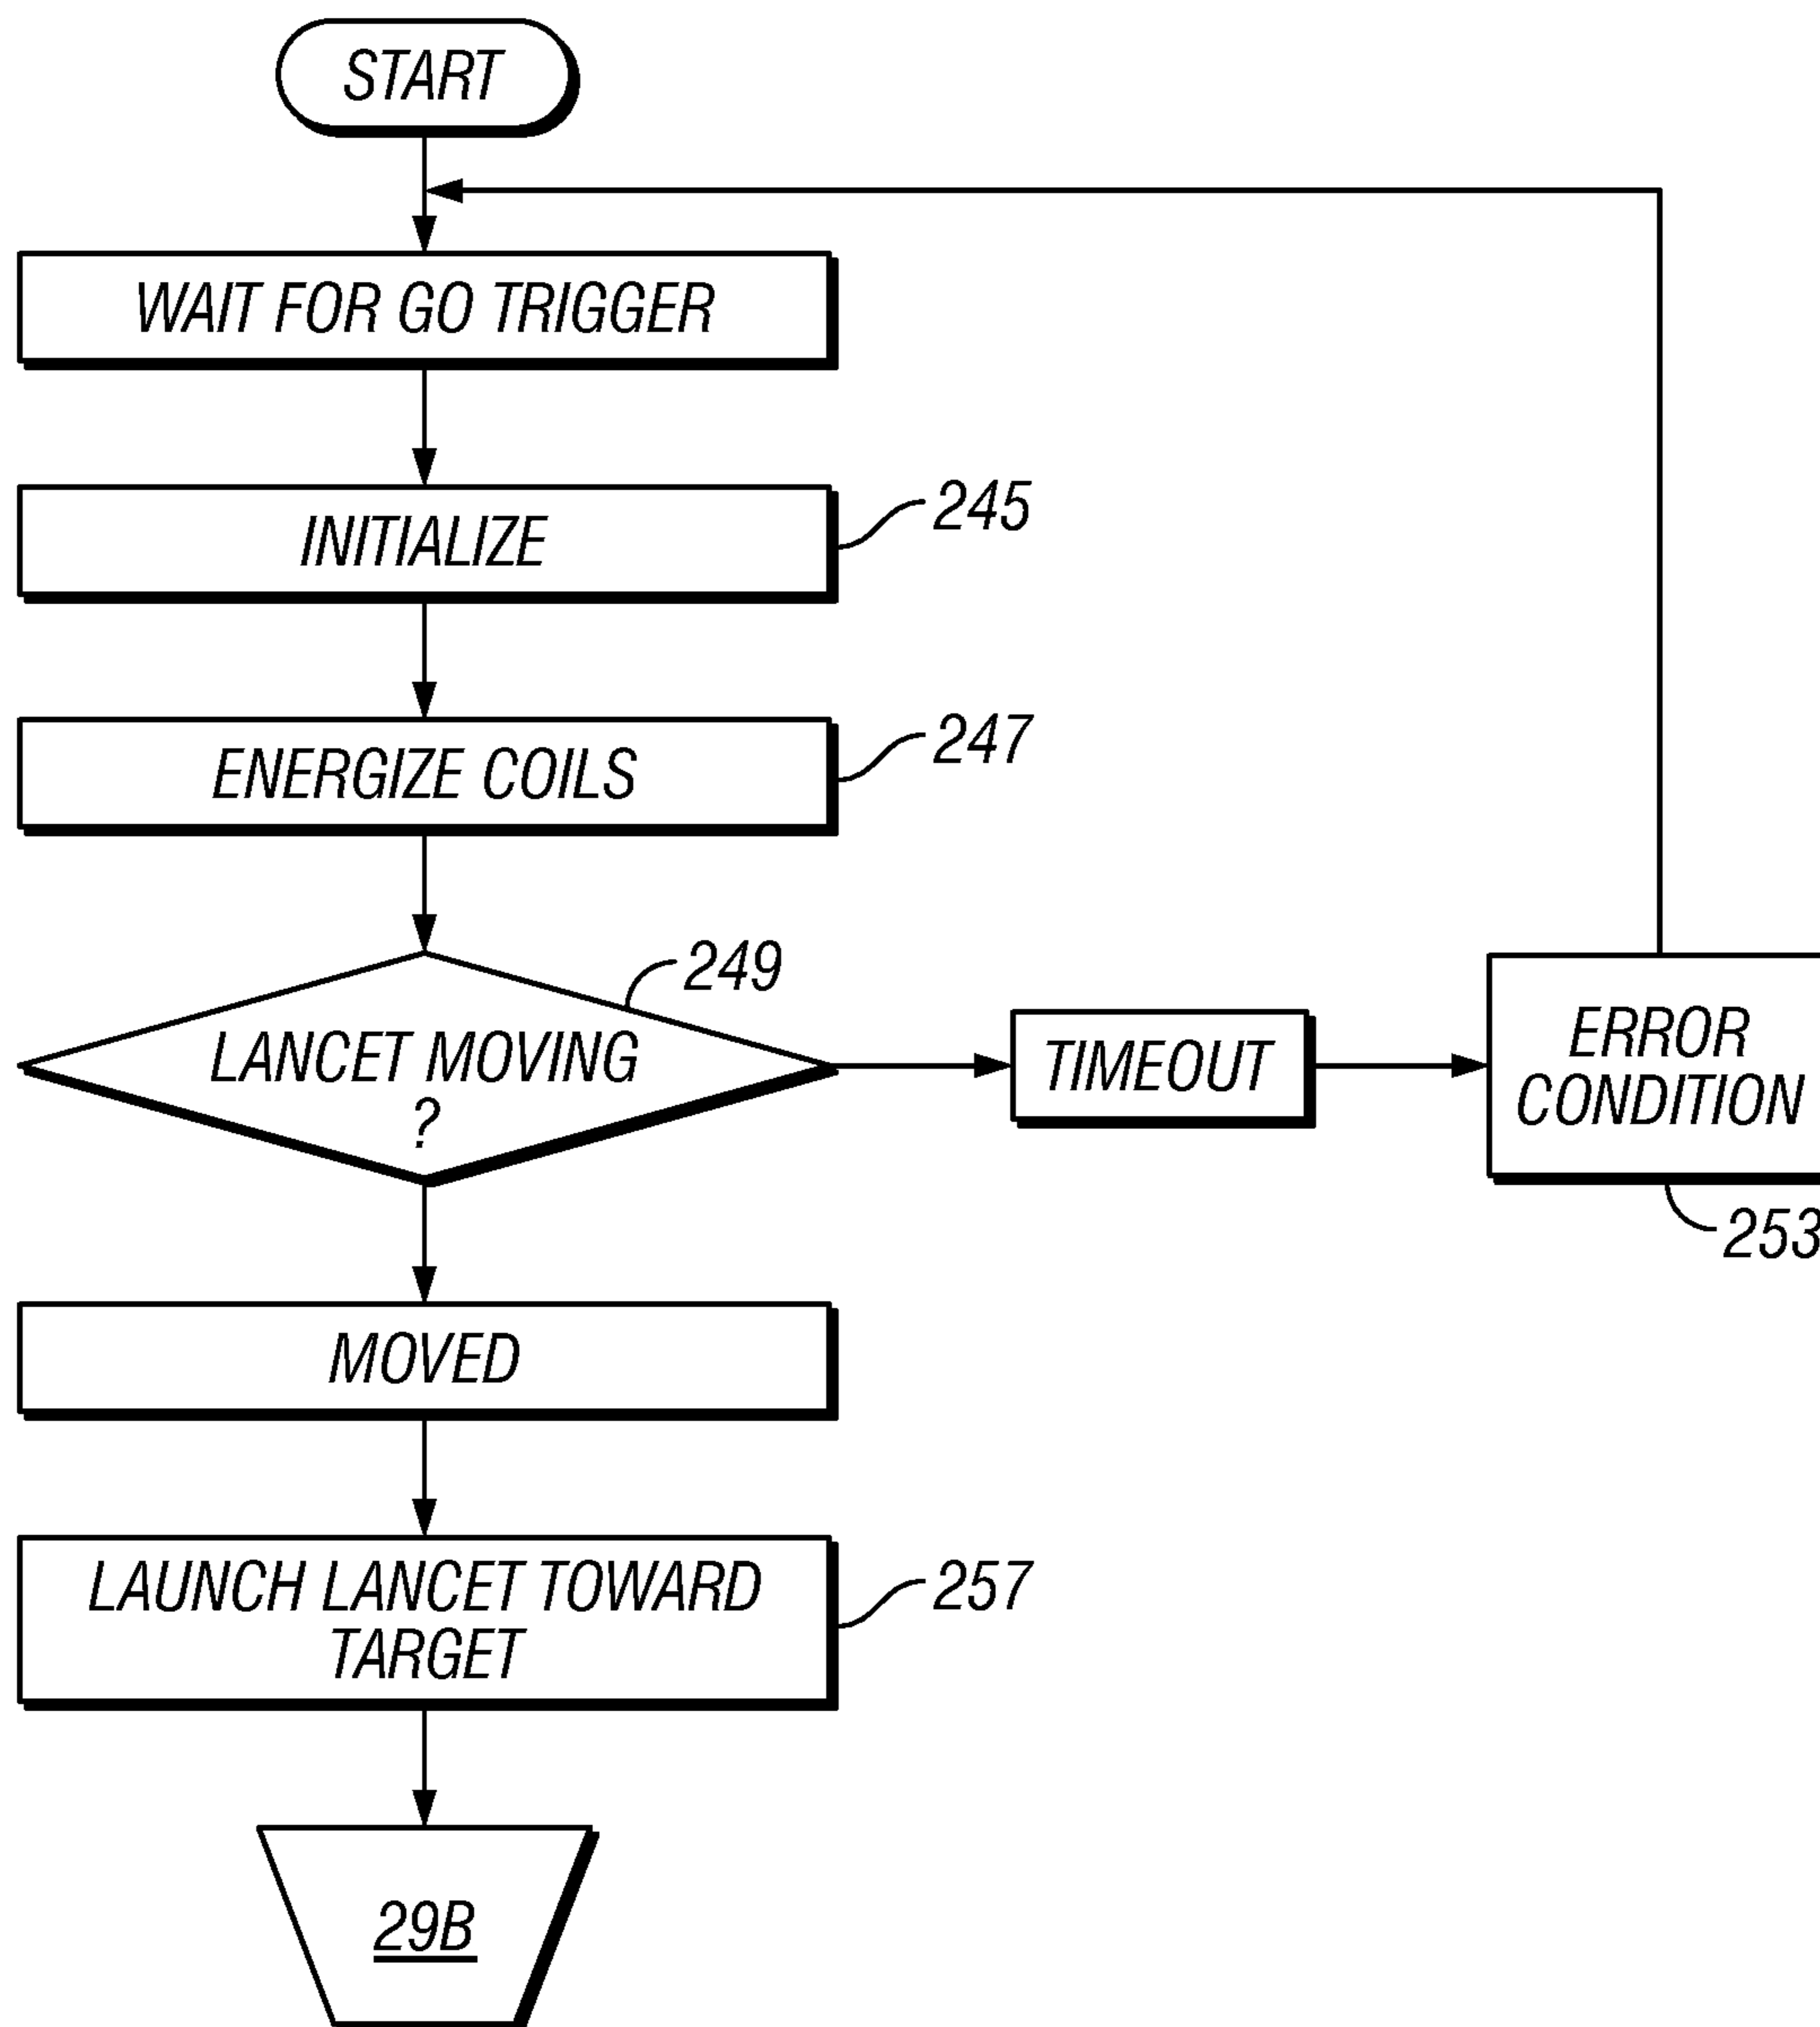 START
WAIT FOR GO TRIGGER
INITIALIZE
245
ENERGIZE COILS
247
249
LANCET MOVING
?
TIMEOUT
ERROR
CONDITION
253
MOVED
LAUNCH LANCET TOWARD
TARGET
257
29B